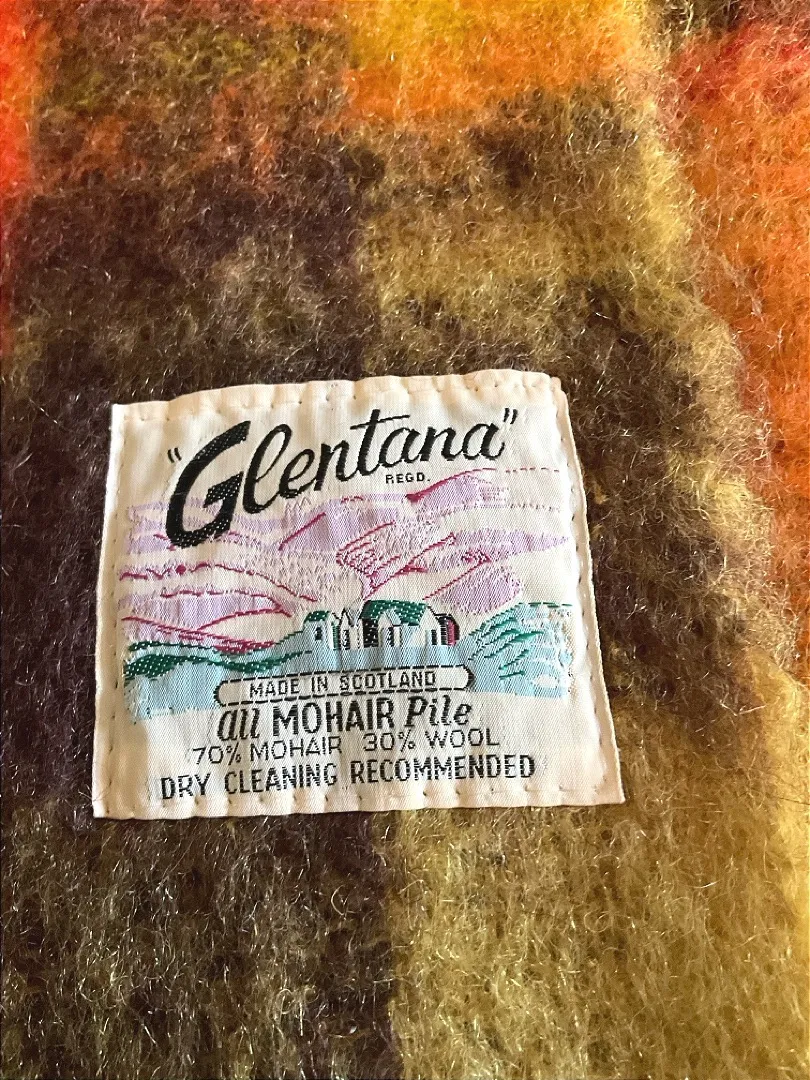 "Glentana"
REGD.
MADE IN SCOTLAND
all MOHAIR Pile
70% MOHAIR 30% WOOL
DRY CLEANING RECOMMENDED